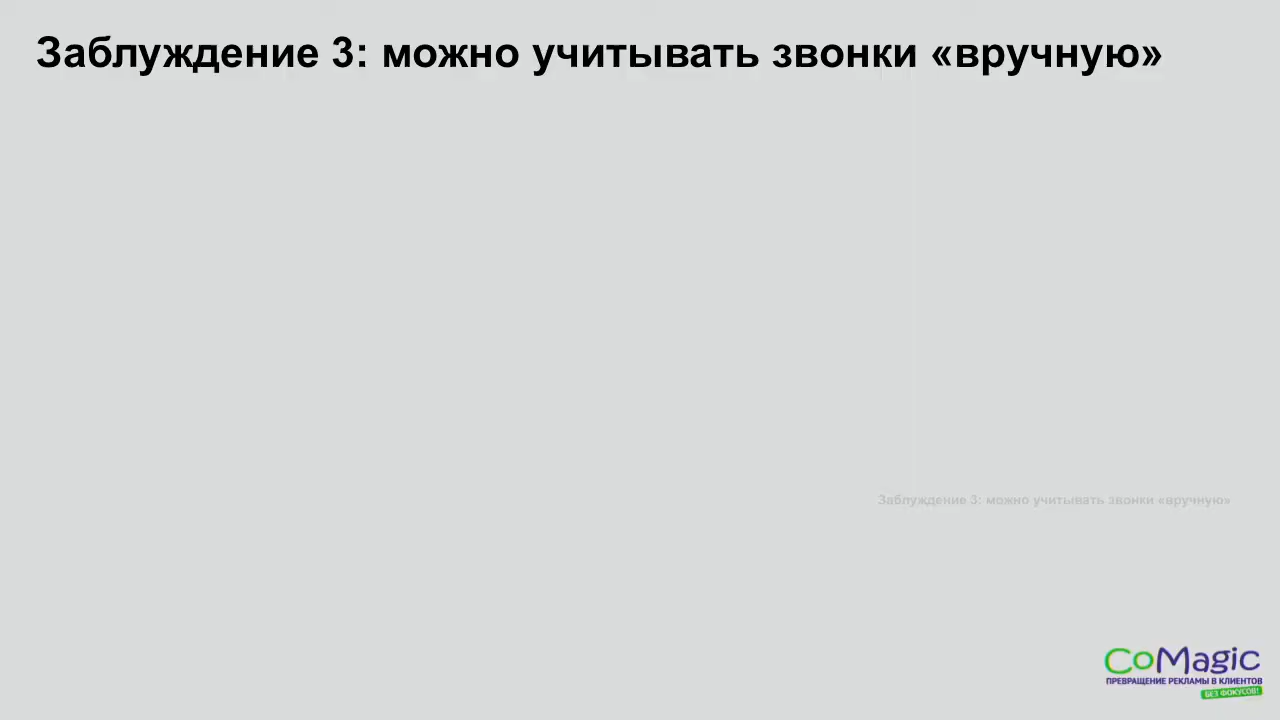 Заблуждение 3: можно учитывать звонки «вручную»
Заблуждение 3: можно учитывать звонки «вручную»
CoMagic
ПРЕВРАЩЕНИЕ РЕКЛАМЫ В КЛИЕНТОВ
БЕЗ ФОКУСОВ!